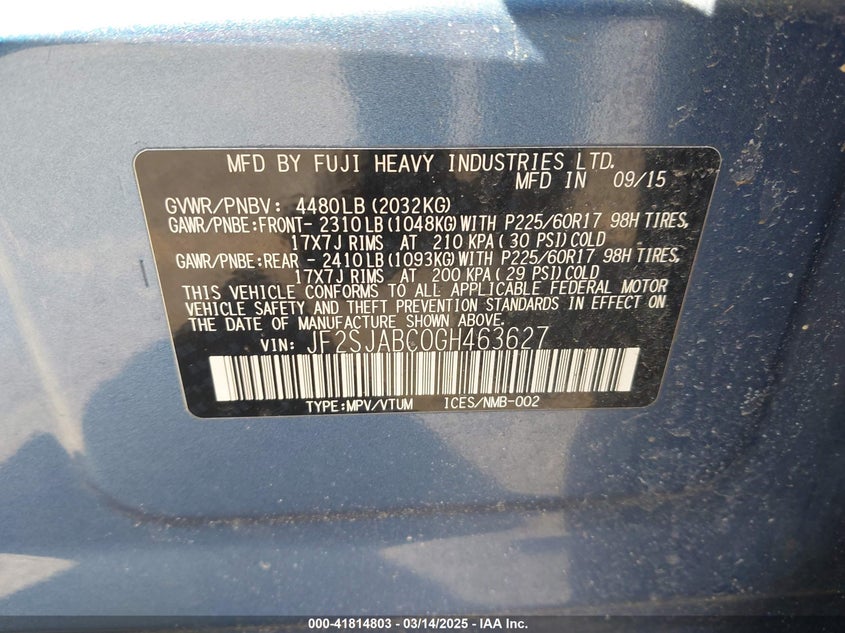 MFD BY FUJI HEAVY INDUSTRIES LTD.
MFD IN 09/15
GVWR/PNBV: 4480LB (2032KG)
GAWR/PNBE:FRONT- 2310LB (1048KG) WITH P225/60R17 98H TIRES,
17X7J RIMS AT 210 KPA ( 30 PSI) COLD
GAWR/PNBE:REAR - 2410LB (1093KG) WITH P225/60R17 98H TIRES,
17X7J RIMS AT 200 KPA ( 29 PSI) COLD
THIS VEHICLE CONFORMS TO ALL APPLICABLE FEDERAL MOTOR
VEHICLE SAFETY AND THEFT PREVENTION STANDARDS IN EFFECT ON
THE DATE OF MANUFACTURE SHOWN ABOVE.
VIN: JF2SJABC0GH463627
TYPE:MPV/VTUM ICES/NMB-002
000-41814803 - 03/14/2025 - IAA Inc.